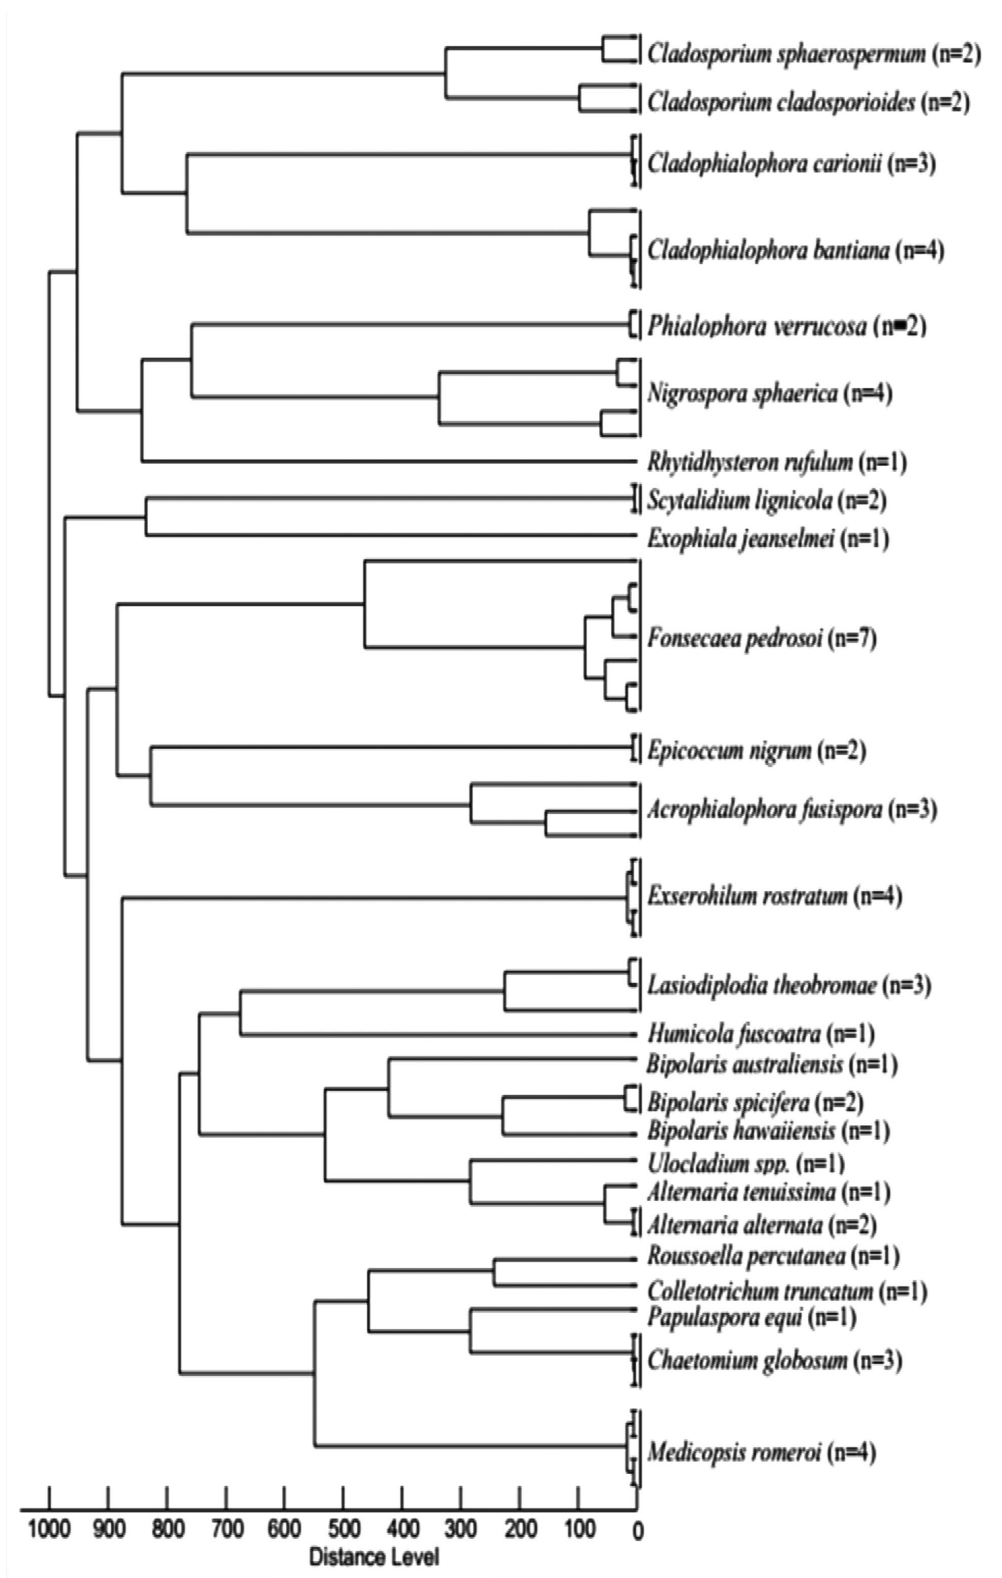 Cladosporium sphaerospermum (n=2)
Cladosporium cladosporioides (n=2)
Cladophialophora carionii (n=3)
Cladophialophora bantiana (n=4)
Phialophora verrucosa (n=2)
Nigrospora sphaerica (n=4)
Rhytidhysteron rufulum (n=1)
Scytalidium lignicola (n=2)
Exophiala jeanselmei (n=1)
Fonsecaea pedrosoi (n=7)
Epicoccum nigrum (n=2)
Acrophialophora fusispora (n=3)
Exserohilum rostratum (n=4)
Lasiodiplodia theobromae (n=3)
Humicola fuscoatra (n=1)
Bipolaris australiensis (n=1)
Bipolaris spicifera (n=2)
Bipolaris hawaiiensis (n=1)
Ulocladium spp. (n=1)
Alternaria tenuissima (n=1)
Alternaria alternata (n=2)
Roussoella percutanea (n=1)
Colletotrichum truncatum (n=1)
Papulaspora equi (n=1)
Chaetomium globosum (n=3)
Medicopsis romeroi (n=4)
1000 900 800 700 600 500 400 300 200 100 0
Distance Level